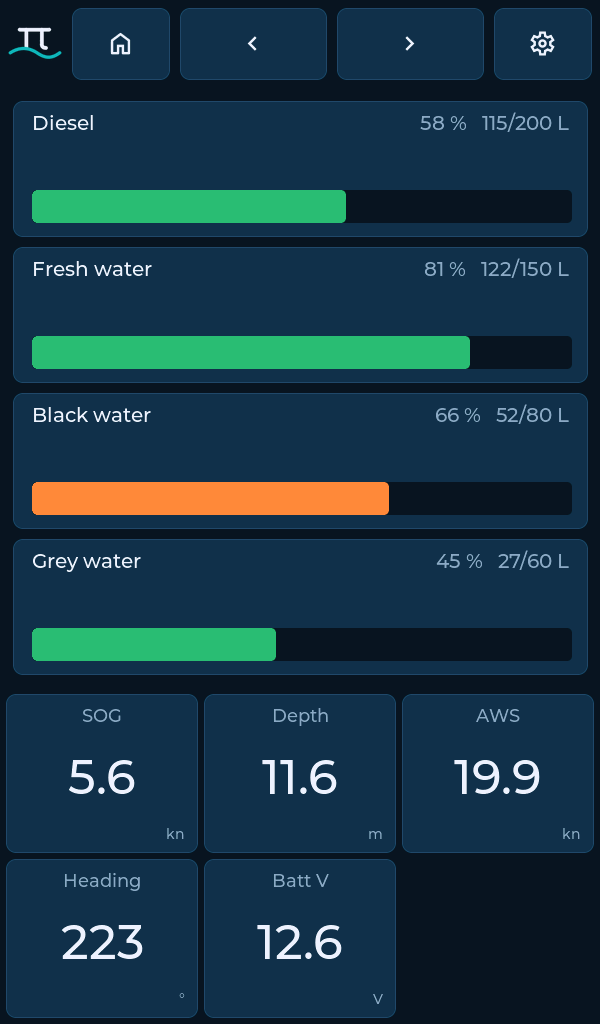 Diesel 58 % 115/200 L
Fresh water 81 % 122/150 L
Black water 66 % 52/80 L
Grey water 45 % 27/60 L
SOG Depth AWS
5.6 11.6 19.9
kn m kn
Heading Batt V
223 12.6
° V